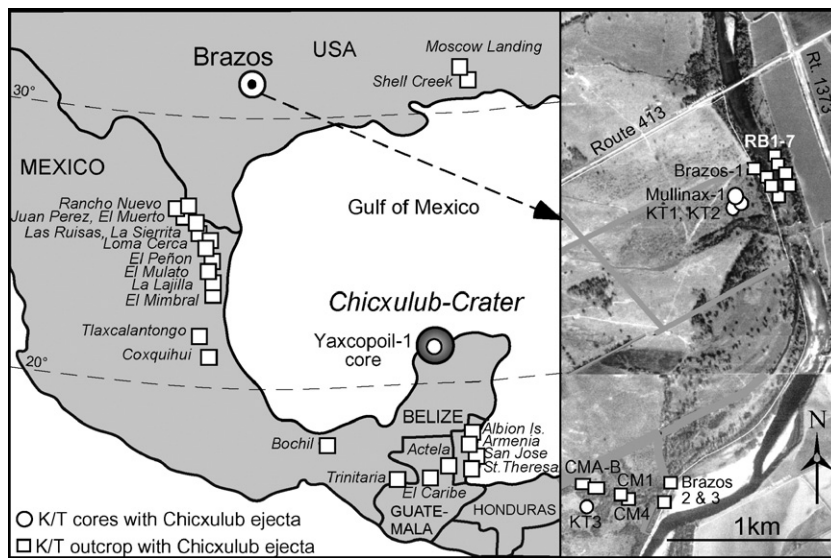 USA
Moscow Landing
Brazos
Shell Creek
30°
MEXICO
Rancho Nuevo
Juan Perez, El Muerto
Las Ruisas, La Sierrita
Loma Cerca
El Peñon
El Mulato
La Lajilla
El Mimbral
Gulf of Mexico
Chicxulub-Crater
Tlaxcalantongo
Yaxcopoil-1
core
Coxquihui
20°
BELIZE
Albion Is.
Armenia
San Jose
St.Theresa
Bochil
Actela
Trinitaria
El Caribe
GUATE-
MALA
HONDURAS
K/T cores with Chicxulub ejecta
K/T outcrop with Chicxulub ejecta
Rt. 1373
Route 413
RB1-7
Brazos-1
Mullinax-1
KT1, KT2
N
CMA-B
CM1
Brazos
2 & 3
CM4
KT3
1km